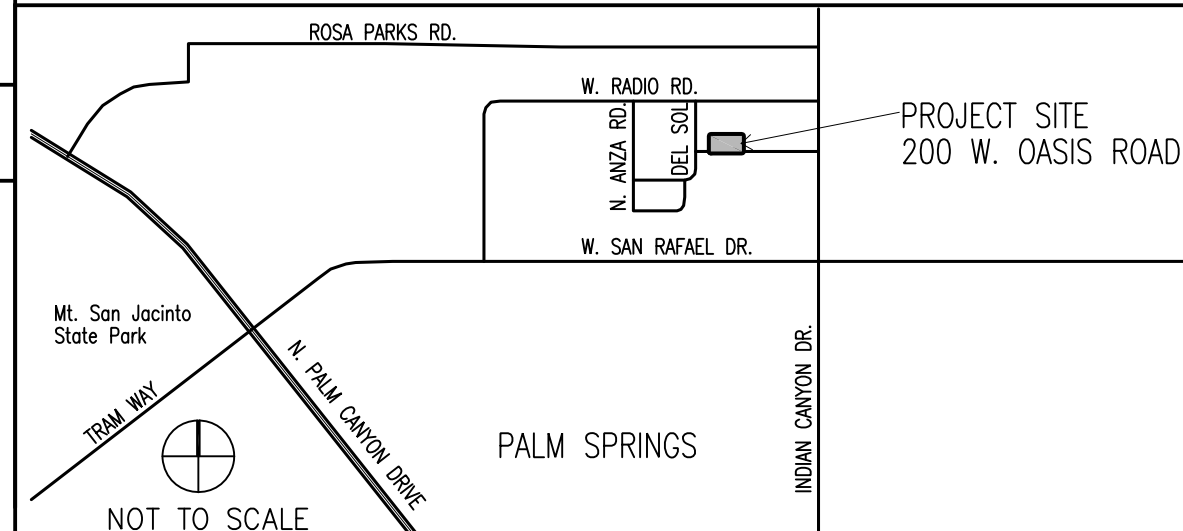 ROSA PARKS RD.
W. RADIO RD.
N. ANZA RD.
DEL SOL
PROJECT SITE
200 W. OASIS ROAD
W. SAN RAFAEL DR.
Mt. San Jacinto
State Park
TRAM WAY
N. PALM CANYON DRIVE
INDIAN CANYON DR.
PALM SPRINGS
NOT TO SCALE